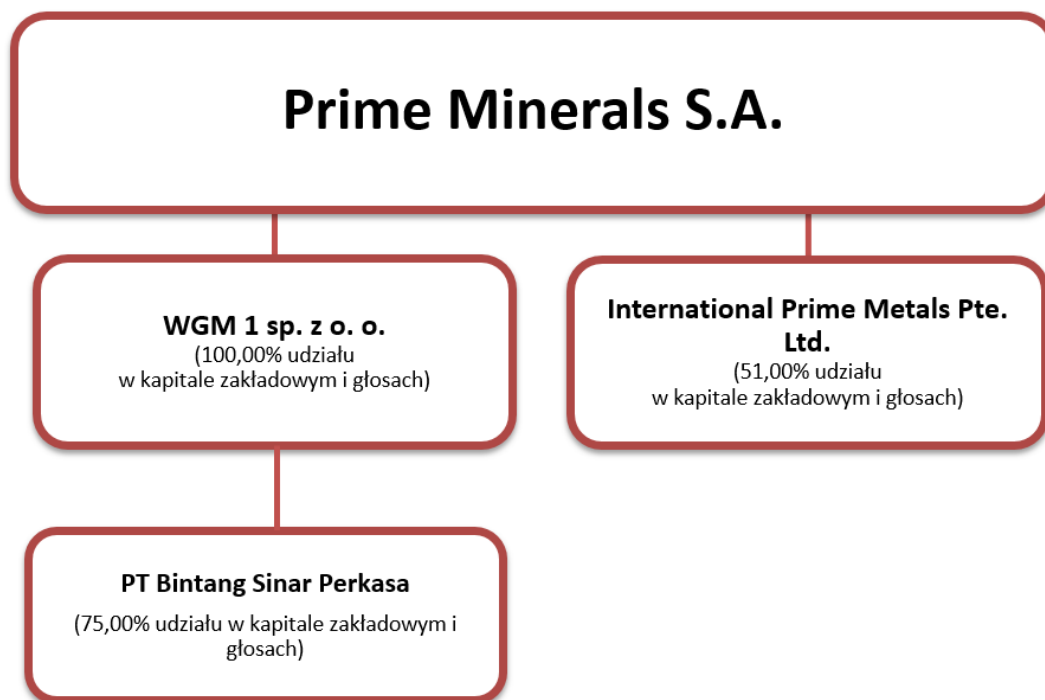 Prime Minerals S.A.
WGM 1 sp. z o. o.
(100,00% udziału
w kapitale zakładowym i głosach)
International Prime Metals Pte.
Ltd.
(51,00% udziału
w kapitale zakładowym i głosach)
PT Bintang Sinar Perkasa
(75,00% udziału w kapitale zakładowym i
głosach)